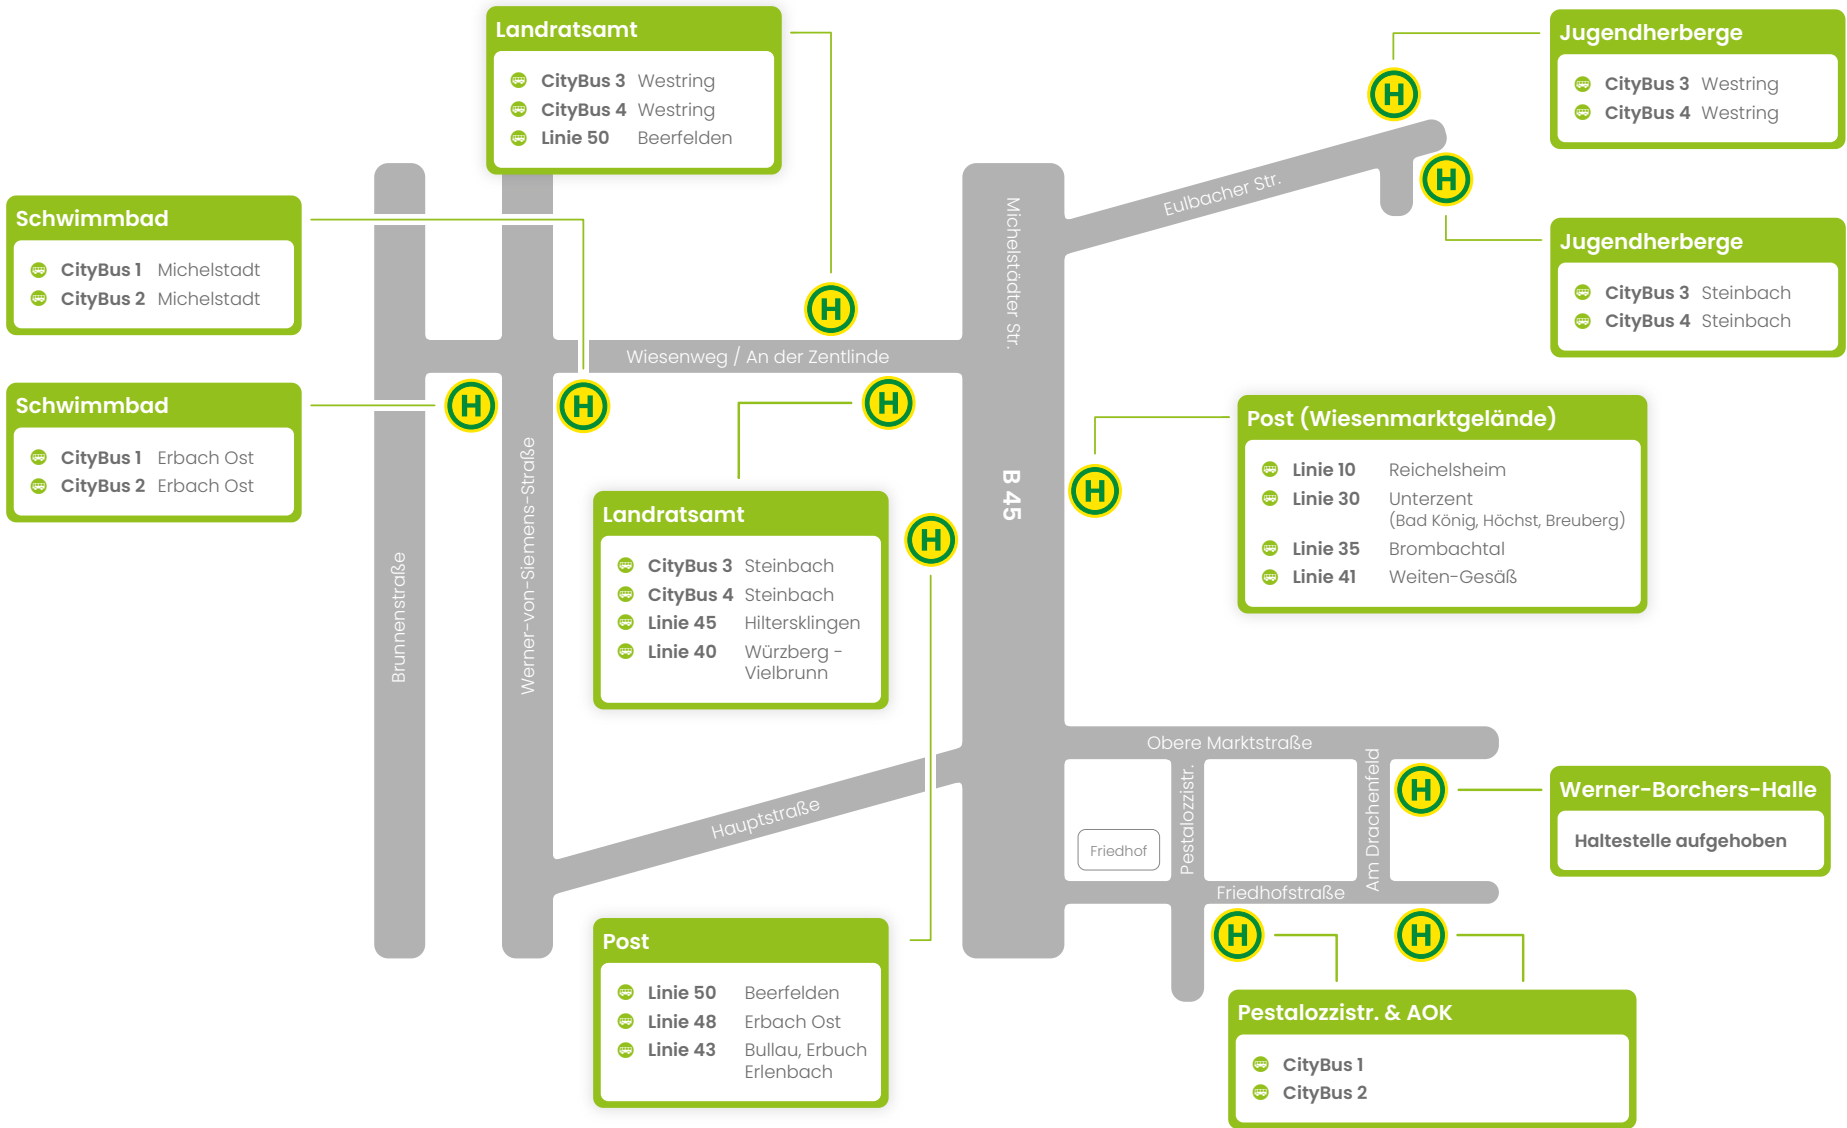 Landratsamt
CityBus 3 Westring
CityBus 4 Westring
Linie 50 Beerfelden
Jugendherberge
CityBus 3 Westring
CityBus 4 Westring
H
H
Eulbacher Str.
Michelstädter Str.
Schwimmbad
CityBus 1 Michelstadt
CityBus 2 Michelstadt
Jugendherberge
CityBus 3 Steinbach
CityBus 4 Steinbach
H
Wiesenweg / An der Zentlinde
Schwimmbad
CityBus 1 Erbach Ost
CityBus 2 Erbach Ost
H
H
H
Post (Wiesenmarktgelände)
Linie 10 Reichelsheim
Linie 30 Unterzent
(Bad König, Höchst, Breuberg)
Linie 35 Brombachtal
Linie 41 Weiten-Gesäß
H
B 45
Brunnenstraße
Werner-von-Siemens-Straße
Landratsamt
CityBus 3 Steinbach
CityBus 4 Steinbach
Linie 45 Hiltersklingen
Linie 40 Würzberg -
Vielbrunn
H
Obere Marktstraße
Hauptstraße
Friedhof
Pestalozzistr.
Am Drachenfeld
H
Werner-Borchers-Halle
Haltestelle aufgehoben
Friedhofstraße
H
H
Post
Linie 50 Beerfelden
Linie 48 Erbach Ost
Linie 43 Bullau, Erbuch
Erlenbach
Pestalozzistr. & AOK
CityBus 1
CityBus 2